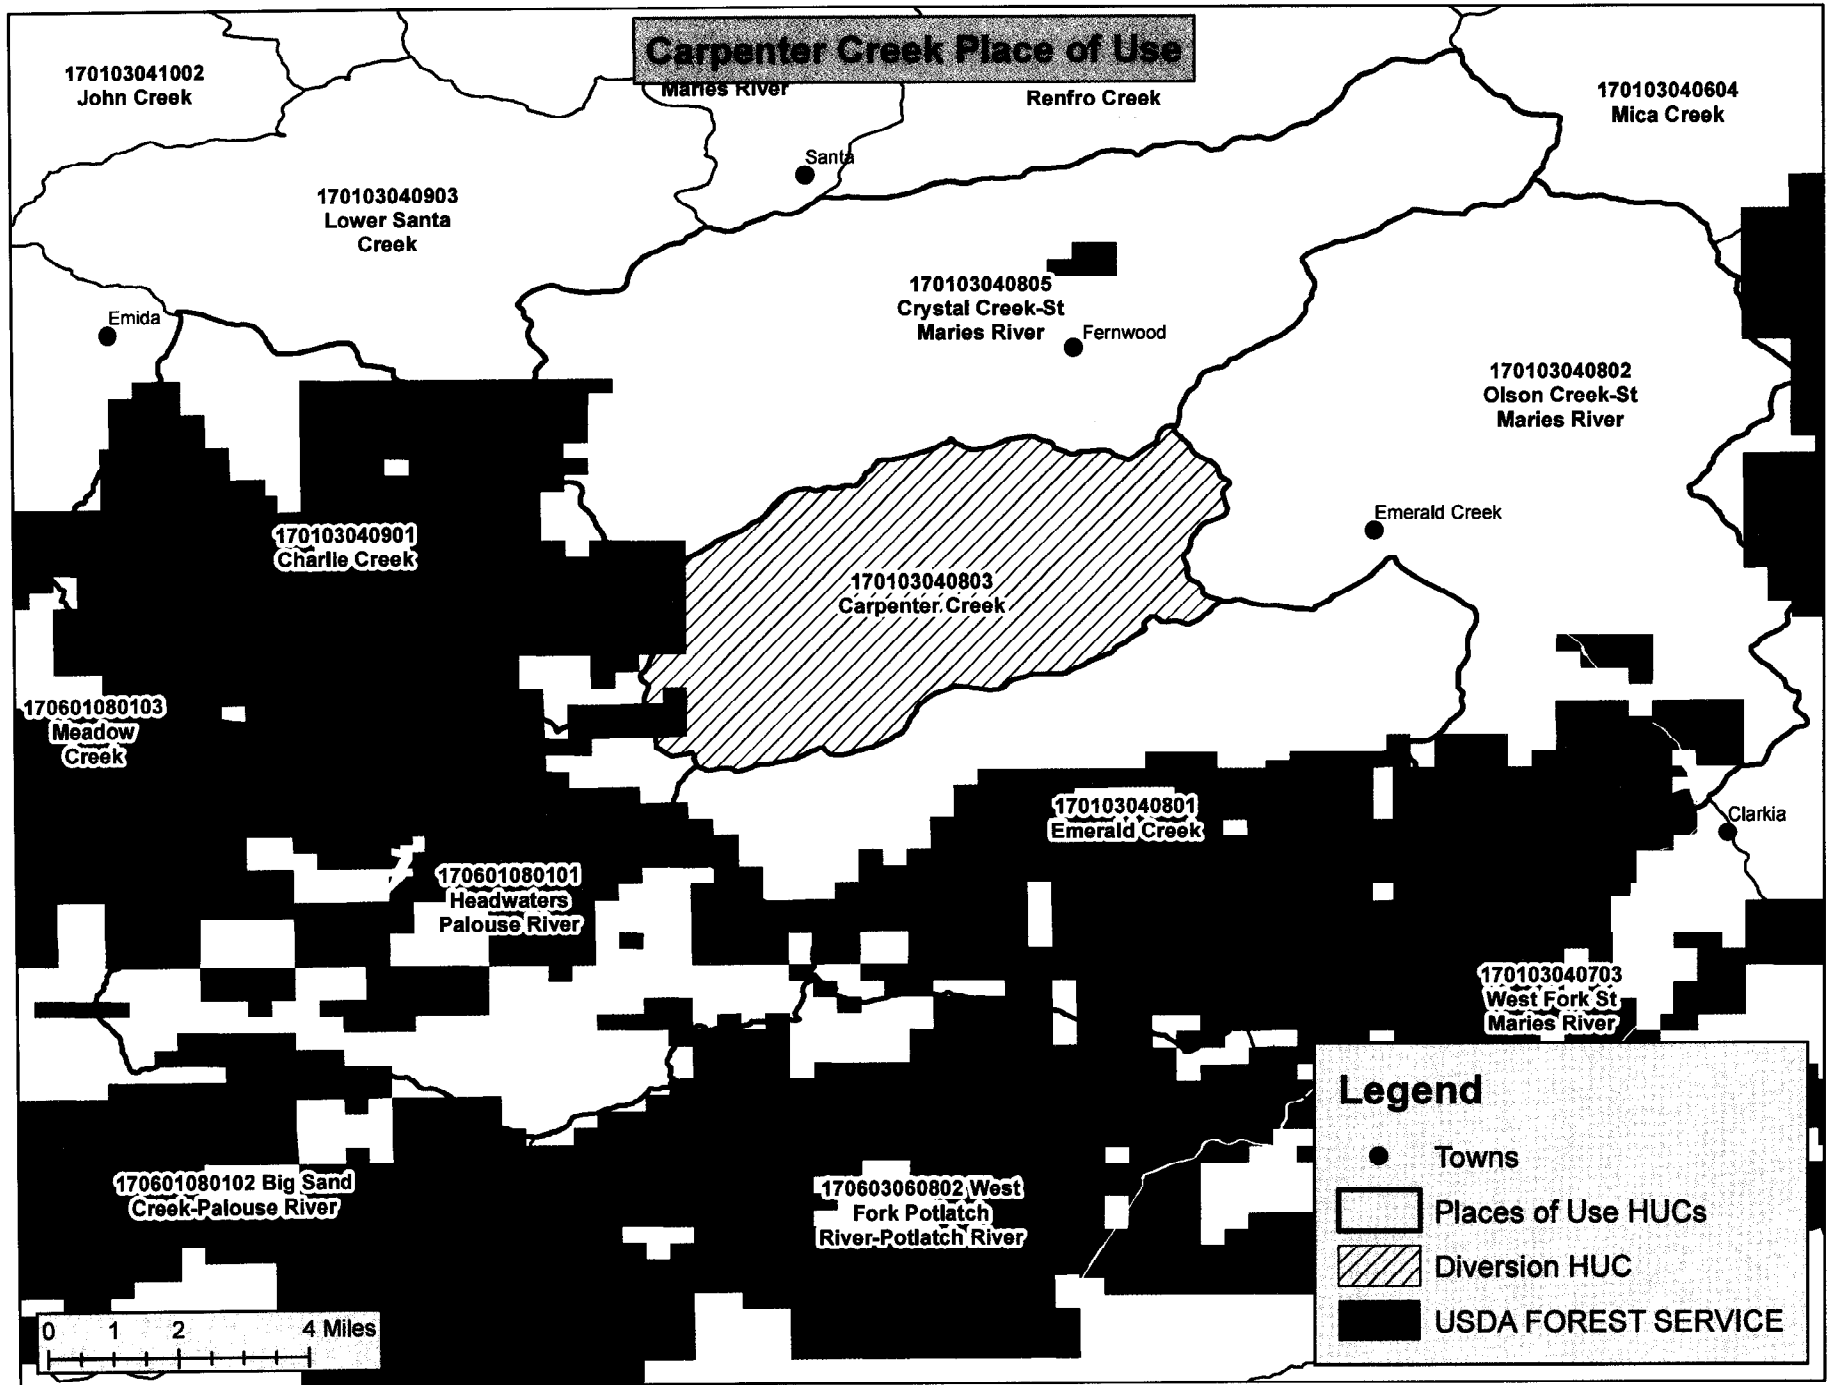 Carpenter Creek Place of Use
170103041002
John Creek
Maries River
Renfro Creek
170103040604
Mica Creek
Santa
170103040903
Lower Santa
Creek
170103040805
Crystal Creek-St
Maries River
Fernwood
Emida
170103040802
Olson Creek-St
Maries River
Emerald Creek
170103040901
Charlie Creek
170103040803
Carpenter Creek
170601080103
Meadow
Creek
170103040801
Emerald Creek
Clarkia
170601080101
Headwaters
Palouse River
170103040703
West Fork St
Maries River
170601080102 Big Sand
Creek-Palouse River
170603060802 West
Fork Potlatch
River-Potlatch River
Legend
Towns
Places of Use HUCs
Diversion HUC
USDA FOREST SERVICE
0 1 2 4 Miles